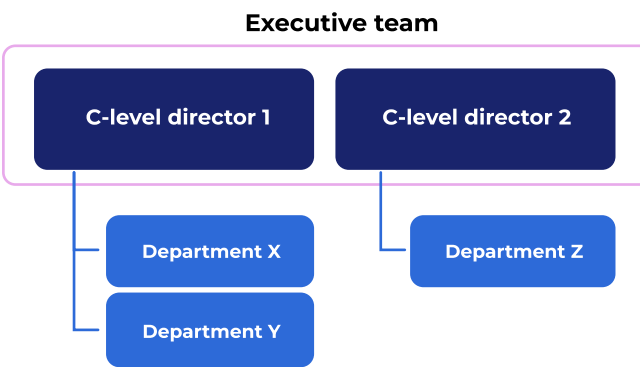 Executive team
C-level director 1
C-level director 2
Department X
Department Z
Department Y